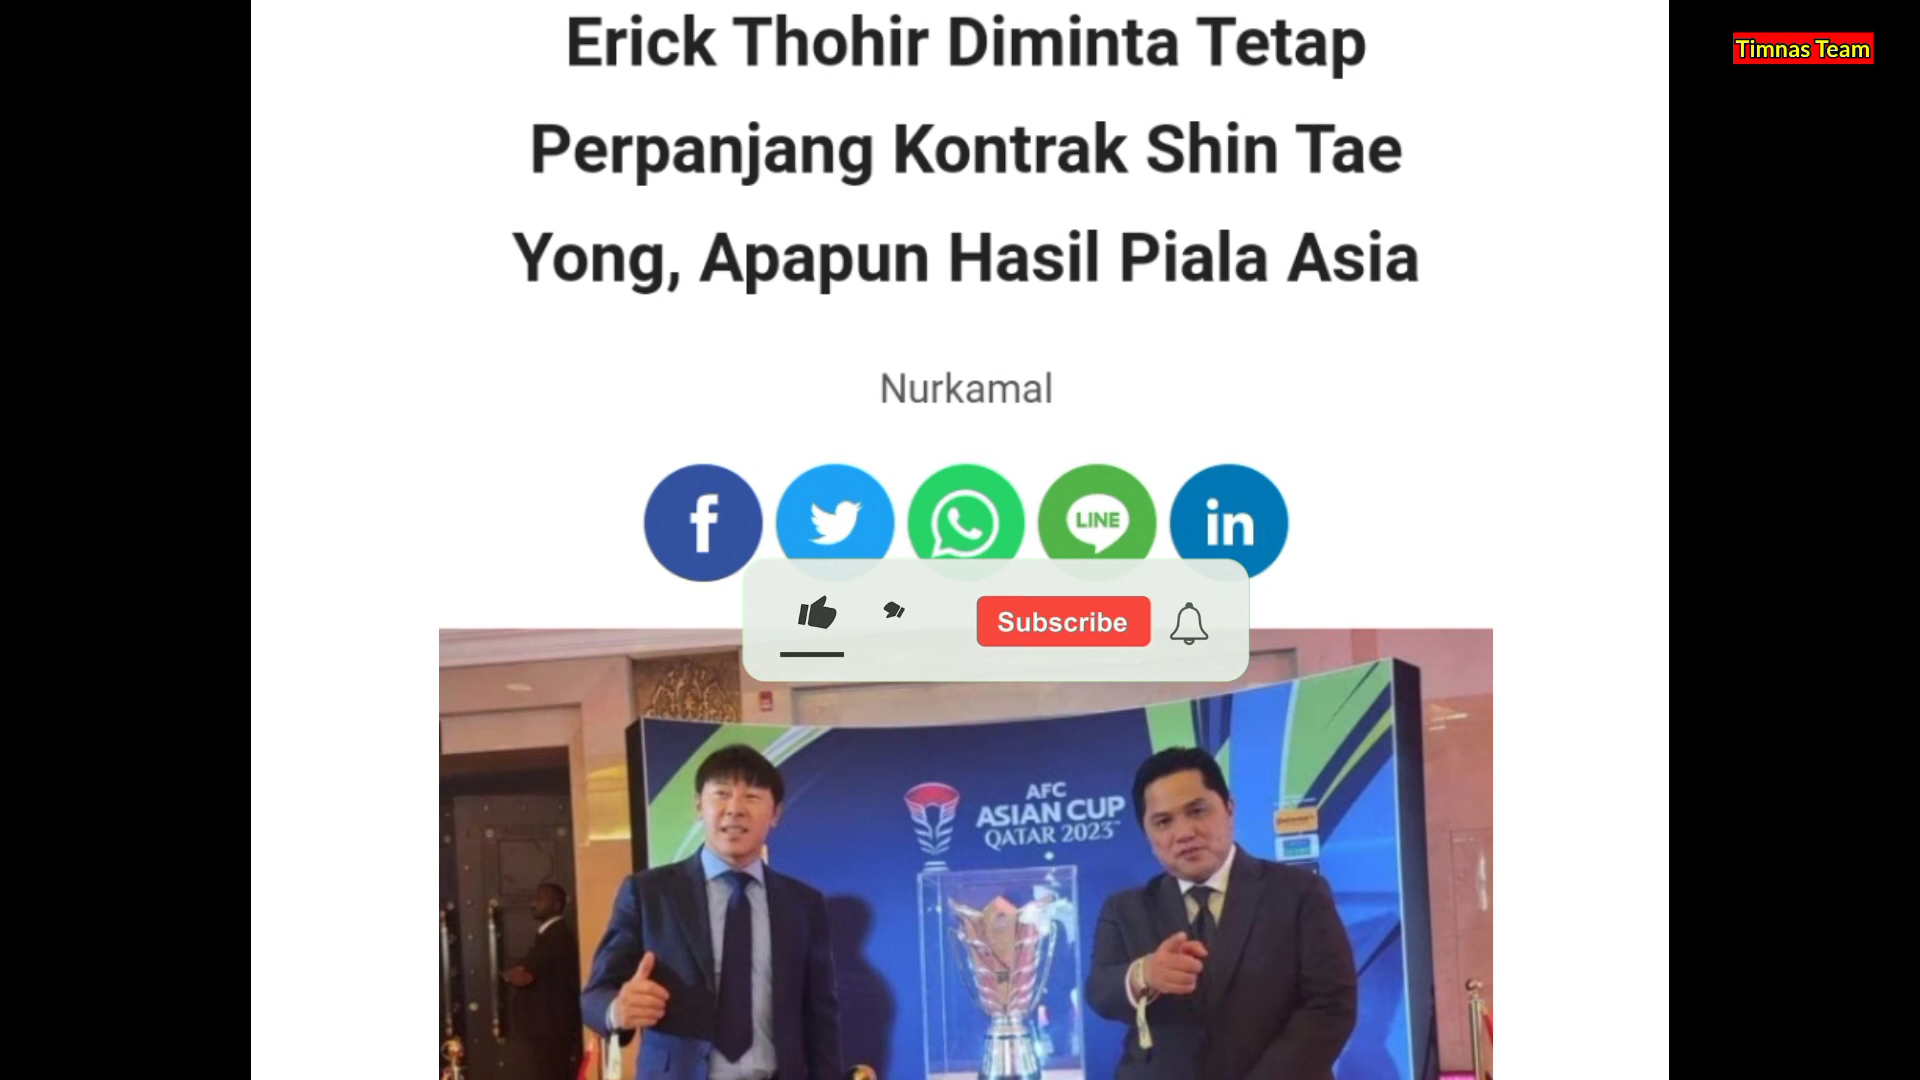 Erick Thohir Diminta Tetap
Perpanjang Kontrak Shin Tae
Yong, Apapun Hasil Piala Asia
Timnas Team
Nurkamal
f
LINE
in
Subscribe
AFC
ASIAN CUP
QATAR 2023